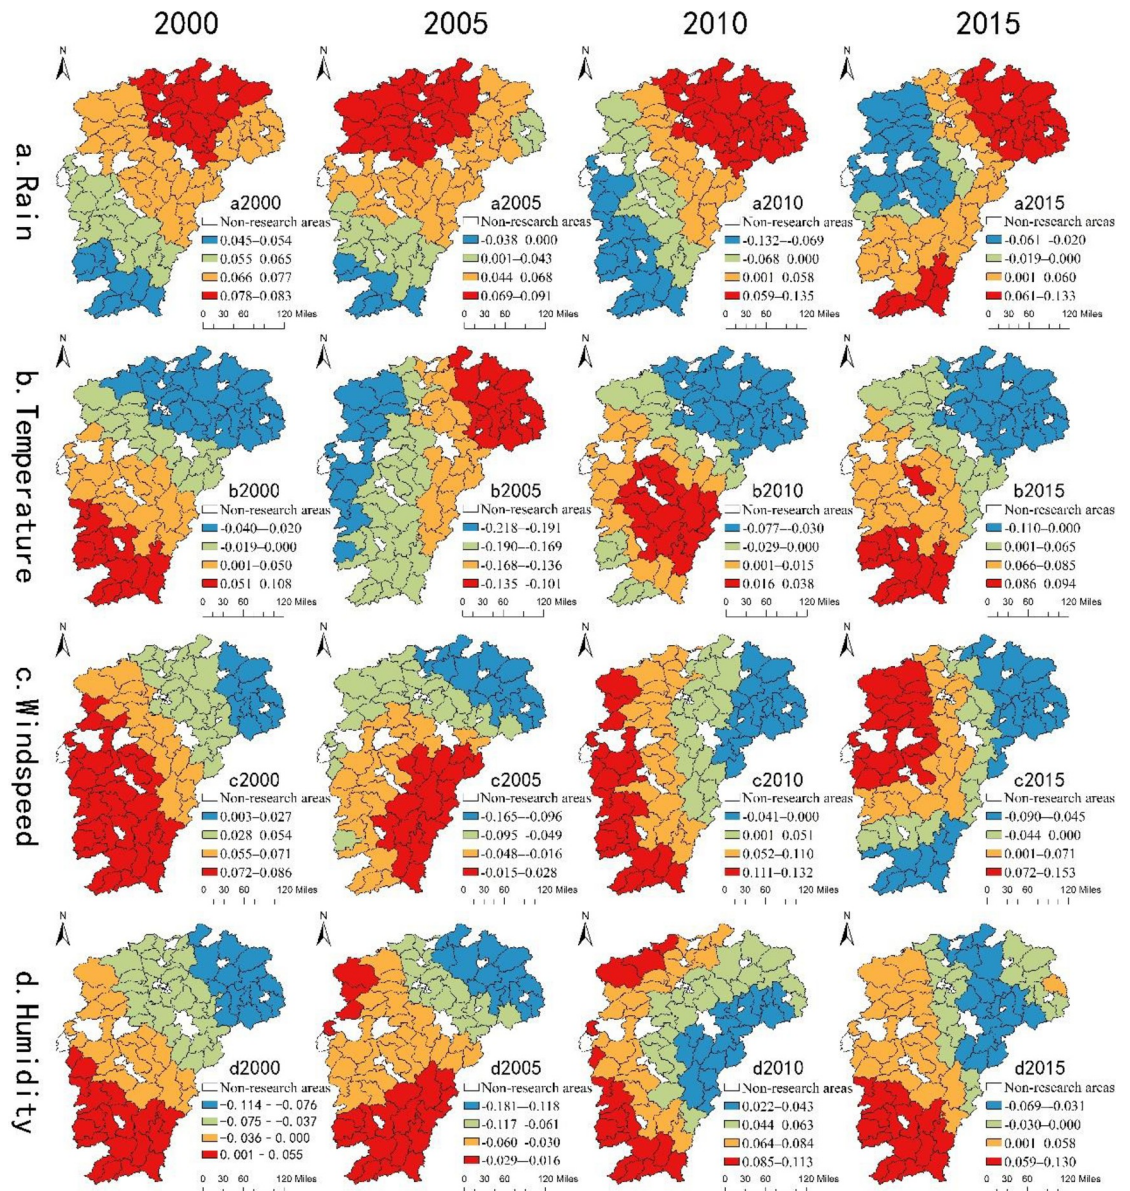 2000 2005 2010 2015
a. Rain
N N N N
a2000
Non-research areas
0.045–0.054
0.055 0.065
0.066 0.077
0.078–0.083
0 30 60 120 Miles
a2005
Non-research areas
-0.038 0.000
0.001–0.043
0.044 0.068
0.069–0.091
0 30 60 120 Miles
a2010
Non-research areas
-0.132–-0.069
-0.068 0.000
0.001 0.058
0.059–0.135
0 30 60 120 Miles
a2015
Non-research areas
-0.061 -0.020
-0.019–0.000
0.001 0.060
0.061–0.133
0 30 60 120 Miles
b. Temperature
N N N N
b2000
Non-research areas
-0.040–-0.020
-0.019–0.000
0.001–0.050
0.051 0.108
0 30 60 120 Miles
b2005
Non-research areas
-0.218 -0.191
-0.190–-0.169
-0.168–-0.136
-0.135 -0.101
0 30 60 120 Miles
b2010
Non-research areas
-0.077–-0.030
-0.029–0.000
0.001–0.015
0.016 0.038
0 30 60 120 Miles
b2015
Non-research areas
-0.110–0.000
0.001–0.065
0.066–0.085
0.086 0.094
0 30 60 120 Miles
c. Windspeed
N N N N
c2000
Non-research areas
0.003–0.027
0.028 0.054
0.055–0.071
0.072–0.086
0 30 60 120 Miles
c2005
Non-research areas
-0.165–-0.096
-0.095 -0.049
-0.048–-0.016
-0.015–0.028
0 30 60 120 Miles
c2010
Non-research areas
-0.041–0.000
0.001 0.051
0.052–0.110
0.111–0.132
0 30 60 120 Miles
c2015
Non-research areas
-0.090–-0.045
-0.044 0.000
0.001–0.071
0.072–0.153
0 30 60 120 Miles
d. Humidity
N N N N
d2000
Non-research areas
-0.114 - -0.076
-0.075 - -0.037
-0.036 - 0.000
0.001 - 0.055
0 30 60 120 Miles
d2005
Non-research areas
-0.181–-0.118
-0.117 -0.061
-0.060 -0.030
-0.029–0.016
0 30 60 120 Miles
d2010
Non-research areas
0.022–0.043
0.044 0.063
0.064–0.084
0.085–0.113
0 30 60 120 Miles
d2015
Non-research areas
-0.069–-0.031
-0.030–0.000
0.001 0.058
0.059–0.130
0 30 60 120 Miles